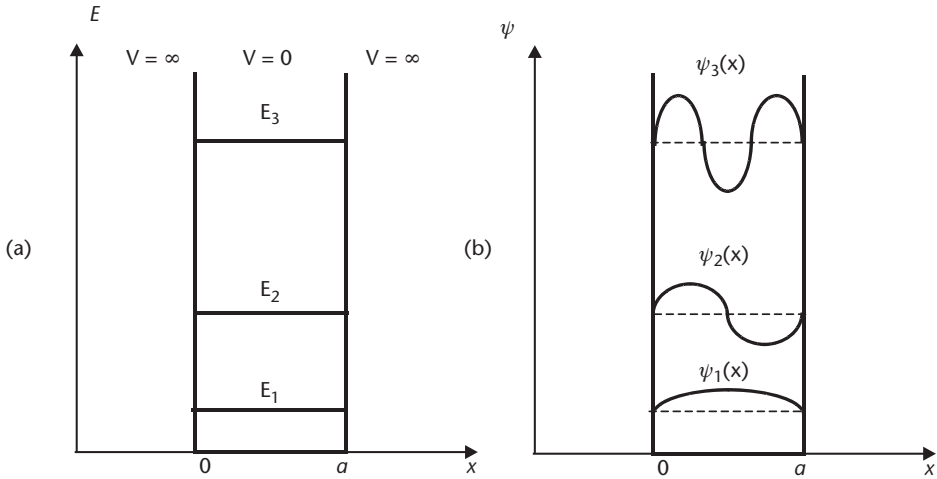 (a)
E
V = ∞ V = 0 V = ∞
E₃
E₂
E₁
0 a x
(b)
ψ
ψ₃(x)
ψ₂(x)
ψ₁(x)
0 a x